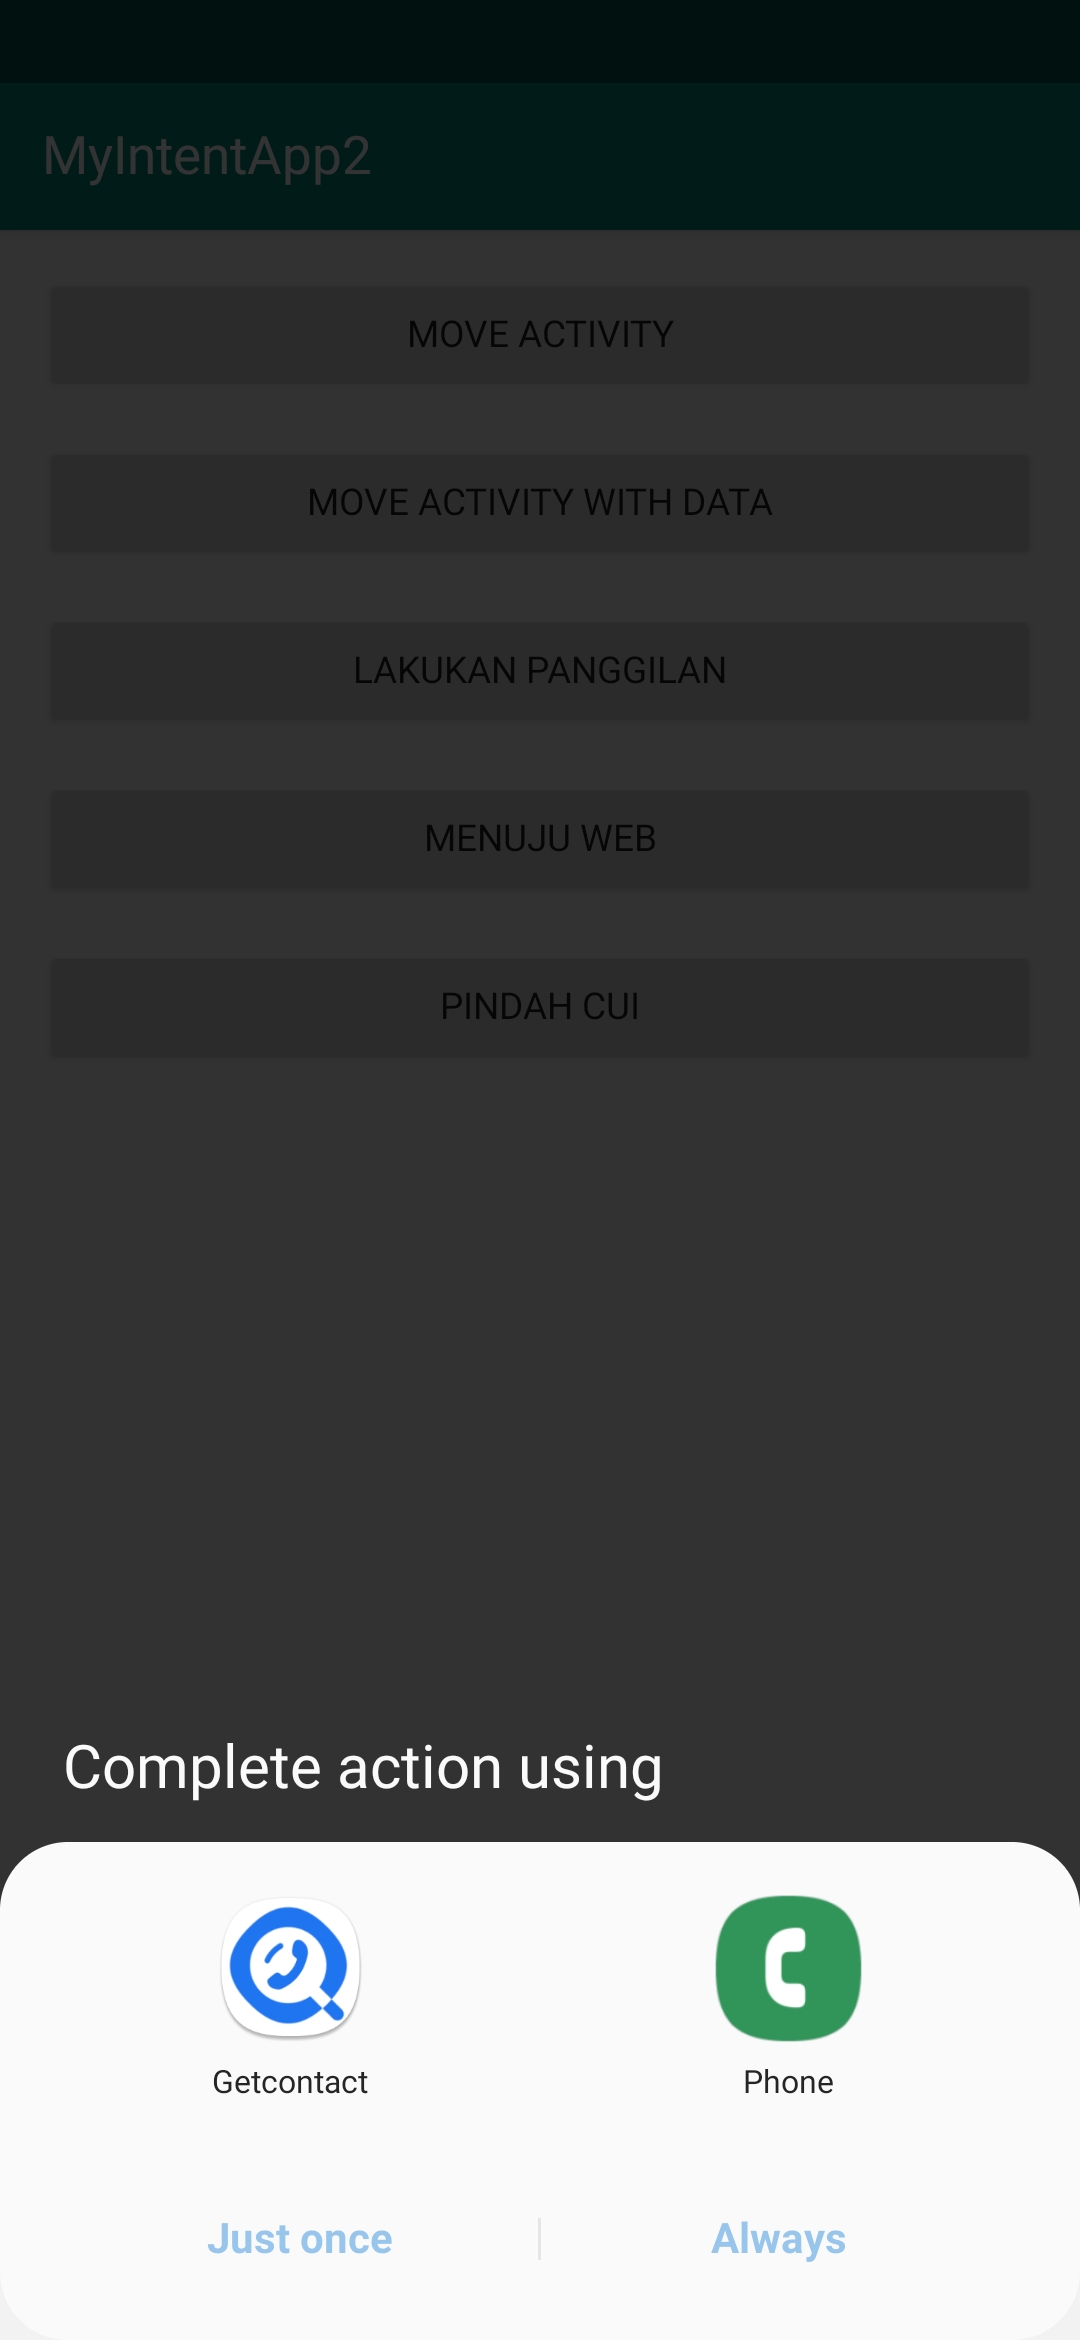 MyIntentApp2
MOVE ACTIVITY
MOVE ACTIVITY WITH DATA
LAKUKAN PANGGILAN
MENUJU WEB
PINDAH CUI
Complete action using
Getcontact
Phone
Just once
Always